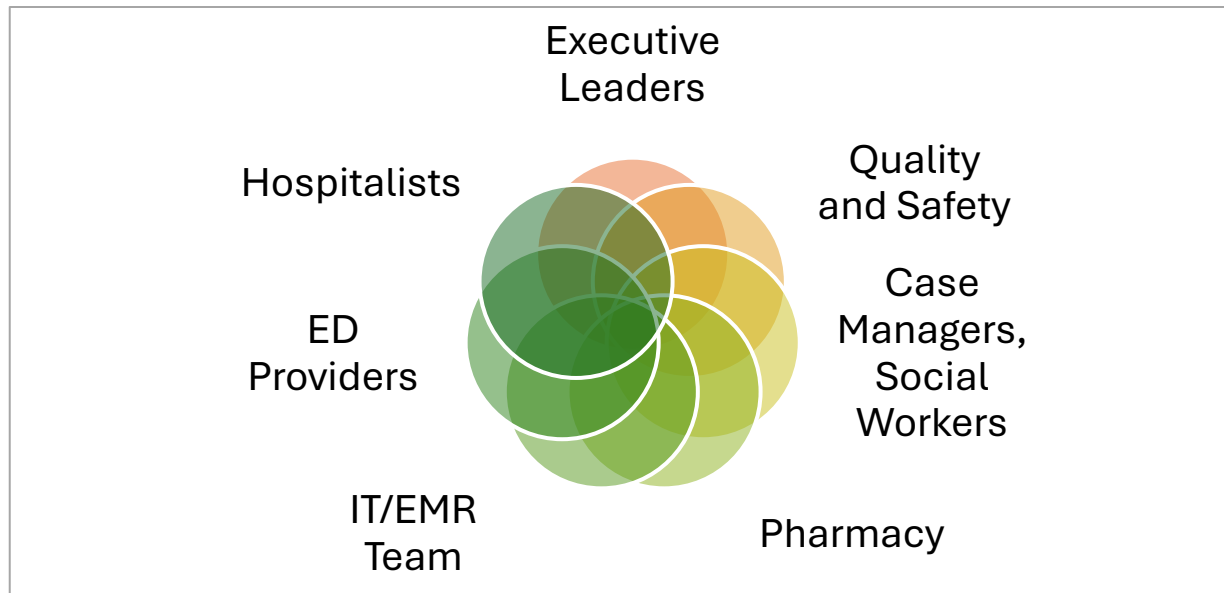 Executive
Leaders
Quality
and Safety
Case
Managers,
Social
Workers
Pharmacy
IT/EMR
Team
ED
Providers
Hospitalists